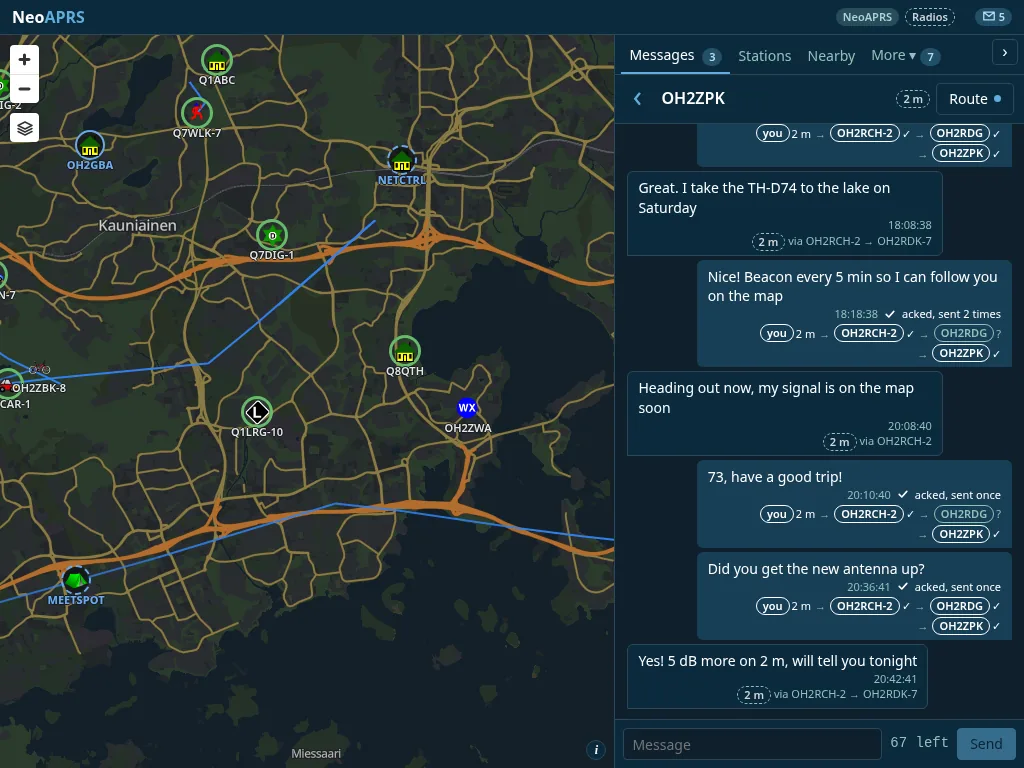 NeoAPRS
NeoAPRS
Radios
5
Messages 3
Stations
Nearby
More ▾ 7
›
+
−
Q1ABC
IG-2
Q7WLK-7
OH2GBA
NETCTRL
Kauniainen
Q7DIG-1
N-7
Q8QTH
OH2ZBK-8
CAR-1
WX
OH2ZWA
L
Q1LRG-10
MEETSPOT
Miessaari
i
OH2ZPK
2 m
Route
you 2 m → OH2RCH-2 ✓ → OH2RDG ✓
→ OH2ZPK ✓
Great. I take the TH-D74 to the lake on
Saturday
18:08:38
2 m via OH2RCH-2 → OH2RDK-7
Nice! Beacon every 5 min so I can follow you
on the map
18:18:38 ✓ acked, sent 2 times
you 2 m → OH2RCH-2 ✓ → OH2RDG ?
→ OH2ZPK ✓
Heading out now, my signal is on the map
soon
20:08:40
2 m via OH2RCH-2
73, have a good trip!
20:10:40 ✓ acked, sent once
you 2 m → OH2RCH-2 ✓ → OH2RDG ?
→ OH2ZPK ✓
Did you get the new antenna up?
20:36:41 ✓ acked, sent once
you 2 m → OH2RCH-2 ✓ → OH2RDG ✓
→ OH2ZPK ✓
Yes! 5 dB more on 2 m, will tell you tonight
20:42:41
2 m via OH2RCH-2 → OH2RDK-7
Message
67 left
Send